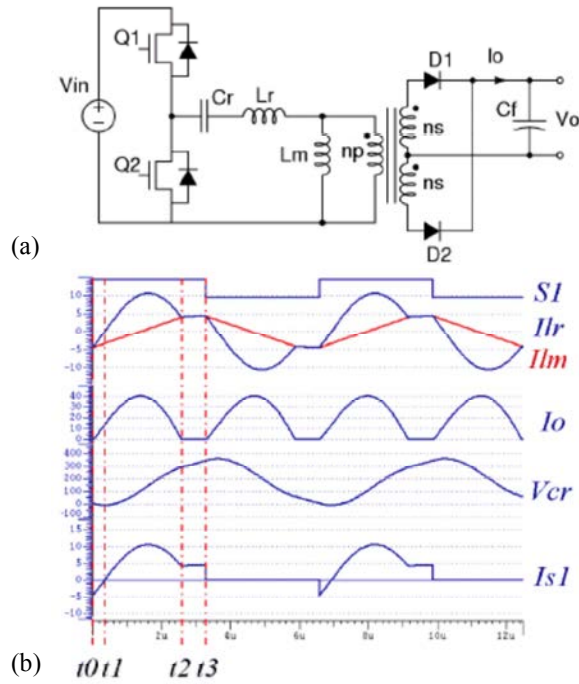 Q1
D1
Io
Vin
Cr
Lr
Cf
Vo
Q2
Lm
np
ns
ns
D2
(a)
15
10
5
0
-5
-10
S1
Ilr
Ilm
40
30
20
10
0
Io
400
300
200
100
0
-100
Vcr
15
10
5
0
-5
-10
Is1
2u
4u
6u
8u
10u
12u
(b)
t0 t1 t2 t3